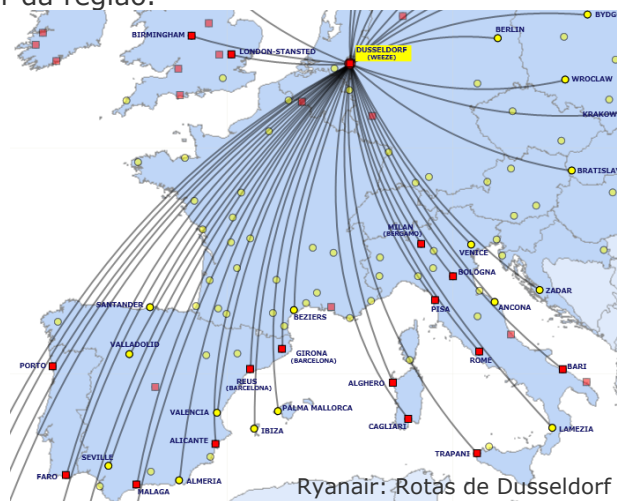 r da região.
BYDG
BIRMINGHAM
BERLIN
LONDON-STANSTED
DUSSELDORF
(WEEZE)
WROCLAW
KRAKOW
BRATISLAV
MILAN
(BERGAMO)
VENICE
BOLOGNA
ZADAR
SANTANDER
PISA
ANCONA
BEZIERS
VALLADOLID
GIRONA
(BARCELONA)
ROME
PORTO
BARI
REUS
(BARCELONA)
ALGHERO
VALENCIA
PALMA MALLORCA
CAGLIARI
IBIZA
LAMEZIA
ALICANTE
TRAPANI
SEVILLE
FARO
ALMERIA
MALAGA
Ryanair: Rotas de Dusseldorf